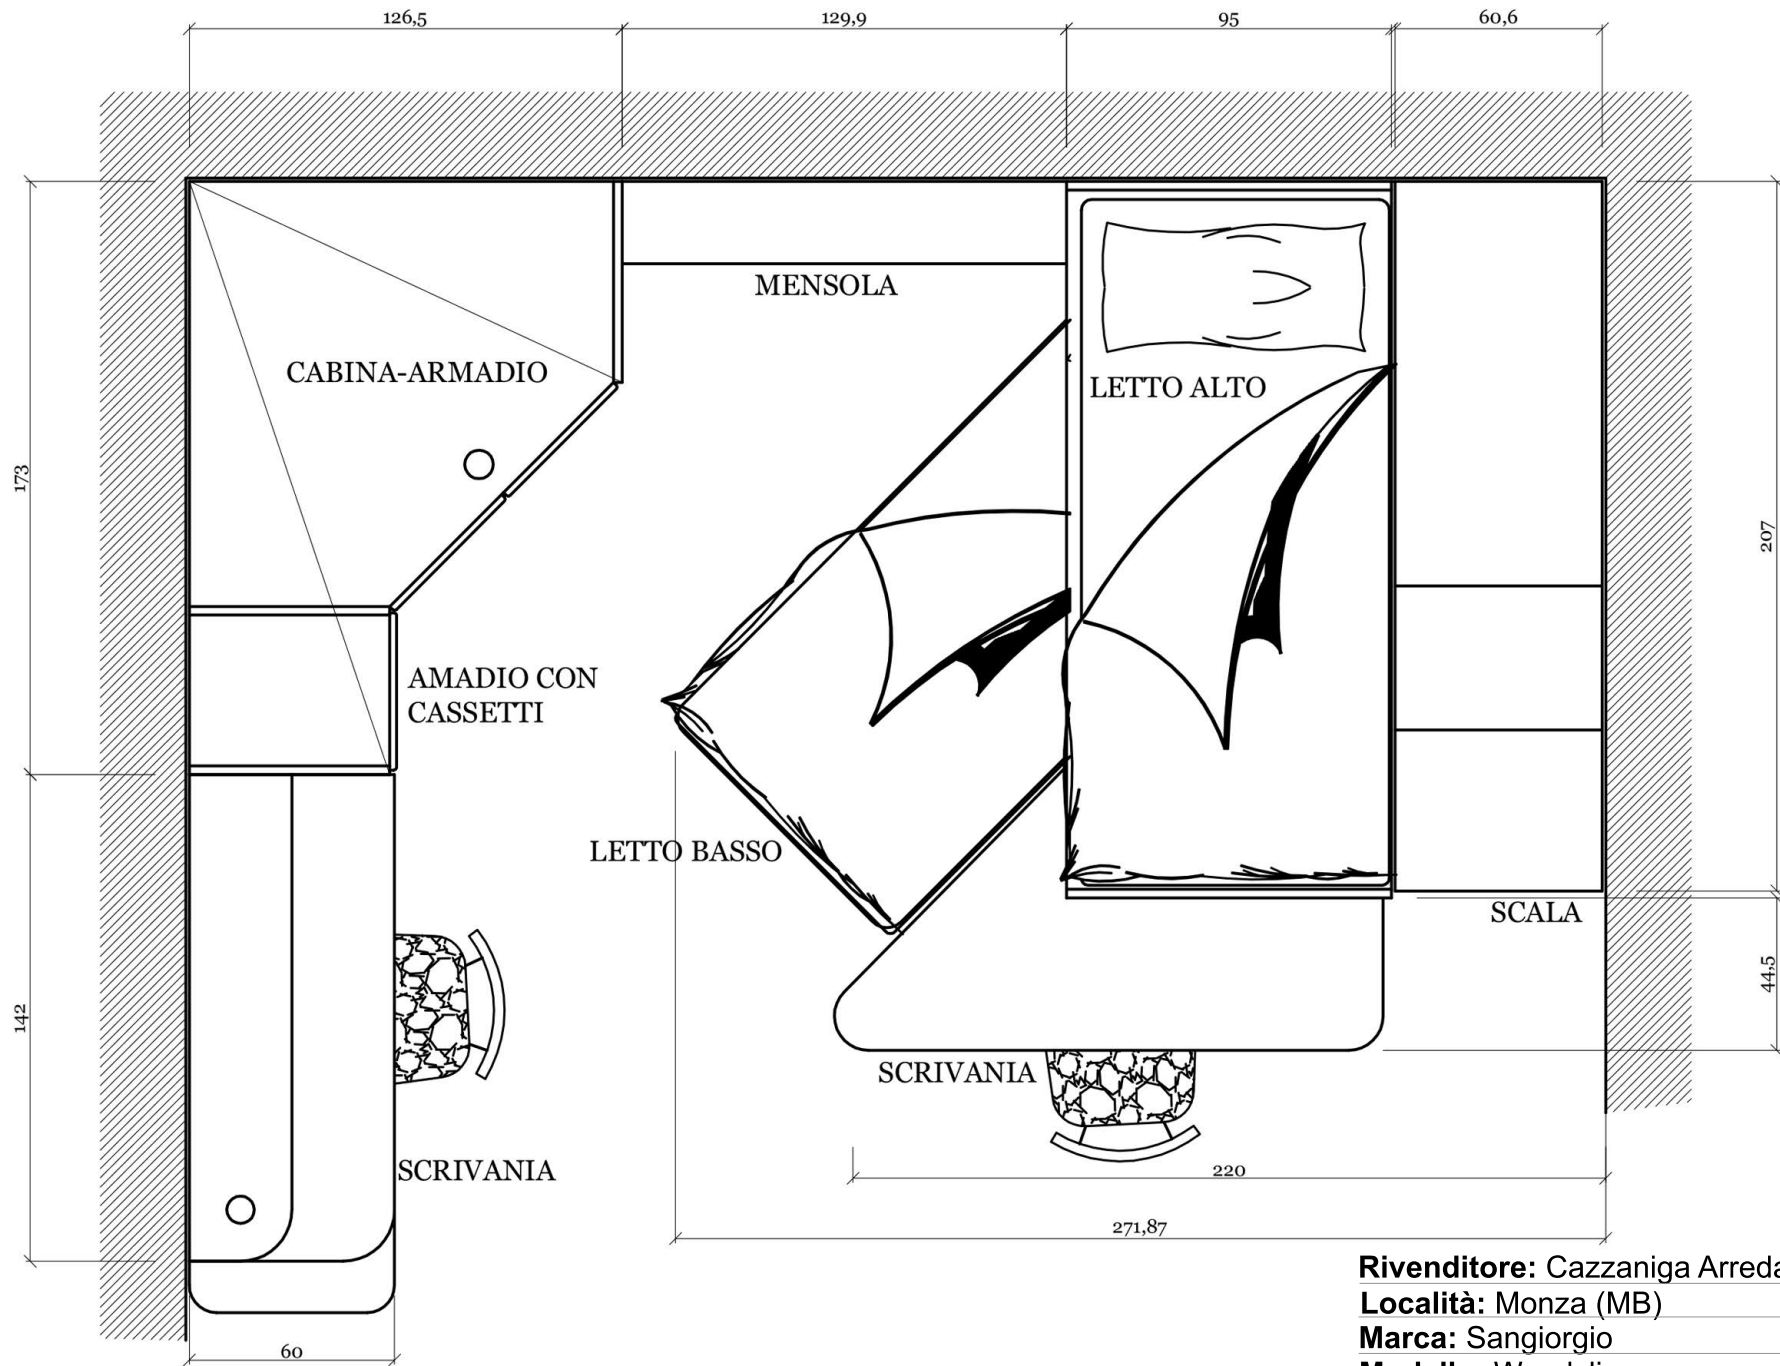 126,5
129,9
95
60,6
MENSOLA
CABINA-ARMADIO
LETTO ALTO
173
207
AMADIO CON
CASSETTI
LETTO BASSO
SCALA
44,5
142
SCRIVANIA
SCRIVANIA
220
271,87
60
Rivenditore: Cazzaniga Arreda
Località: Monza (MB)
Marca: Sangiorgio